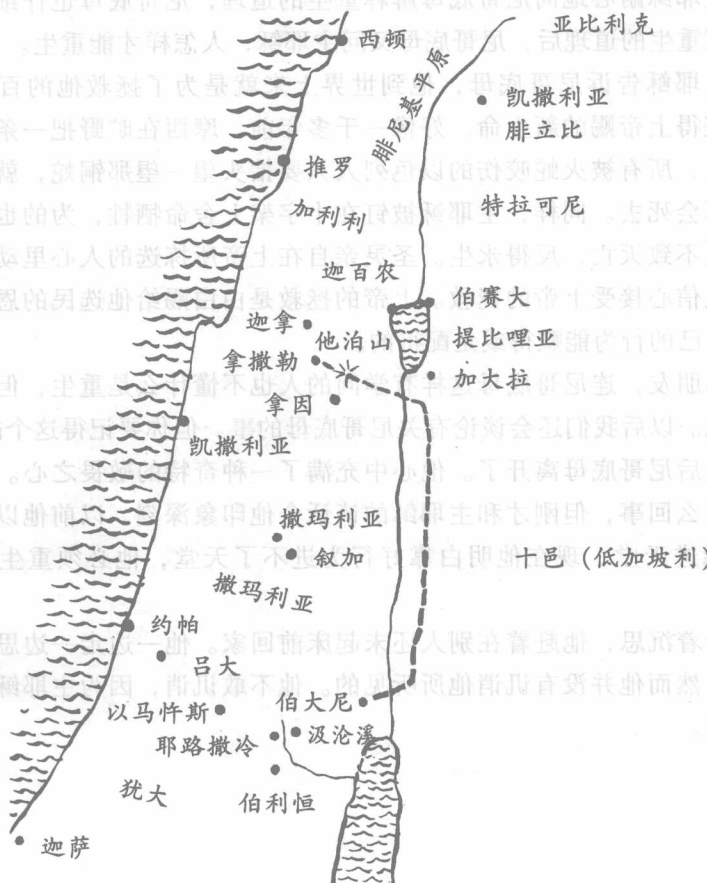 西顿
亚比利克
腓尼基平原
凯撒利亚
腓立比
推罗
加利利
特拉可尼
迦百农
伯赛大
迦拿
他泊山
提比哩亚
拿撒勒
加大拉
拿因
凯撒利亚
撒玛利亚
叙加
十邑（低加坡利）
撒玛利亚
约帕
吕大
以马忤斯
伯大尼
耶路撒冷
汲沦溪
犹大
伯利恒
迦萨